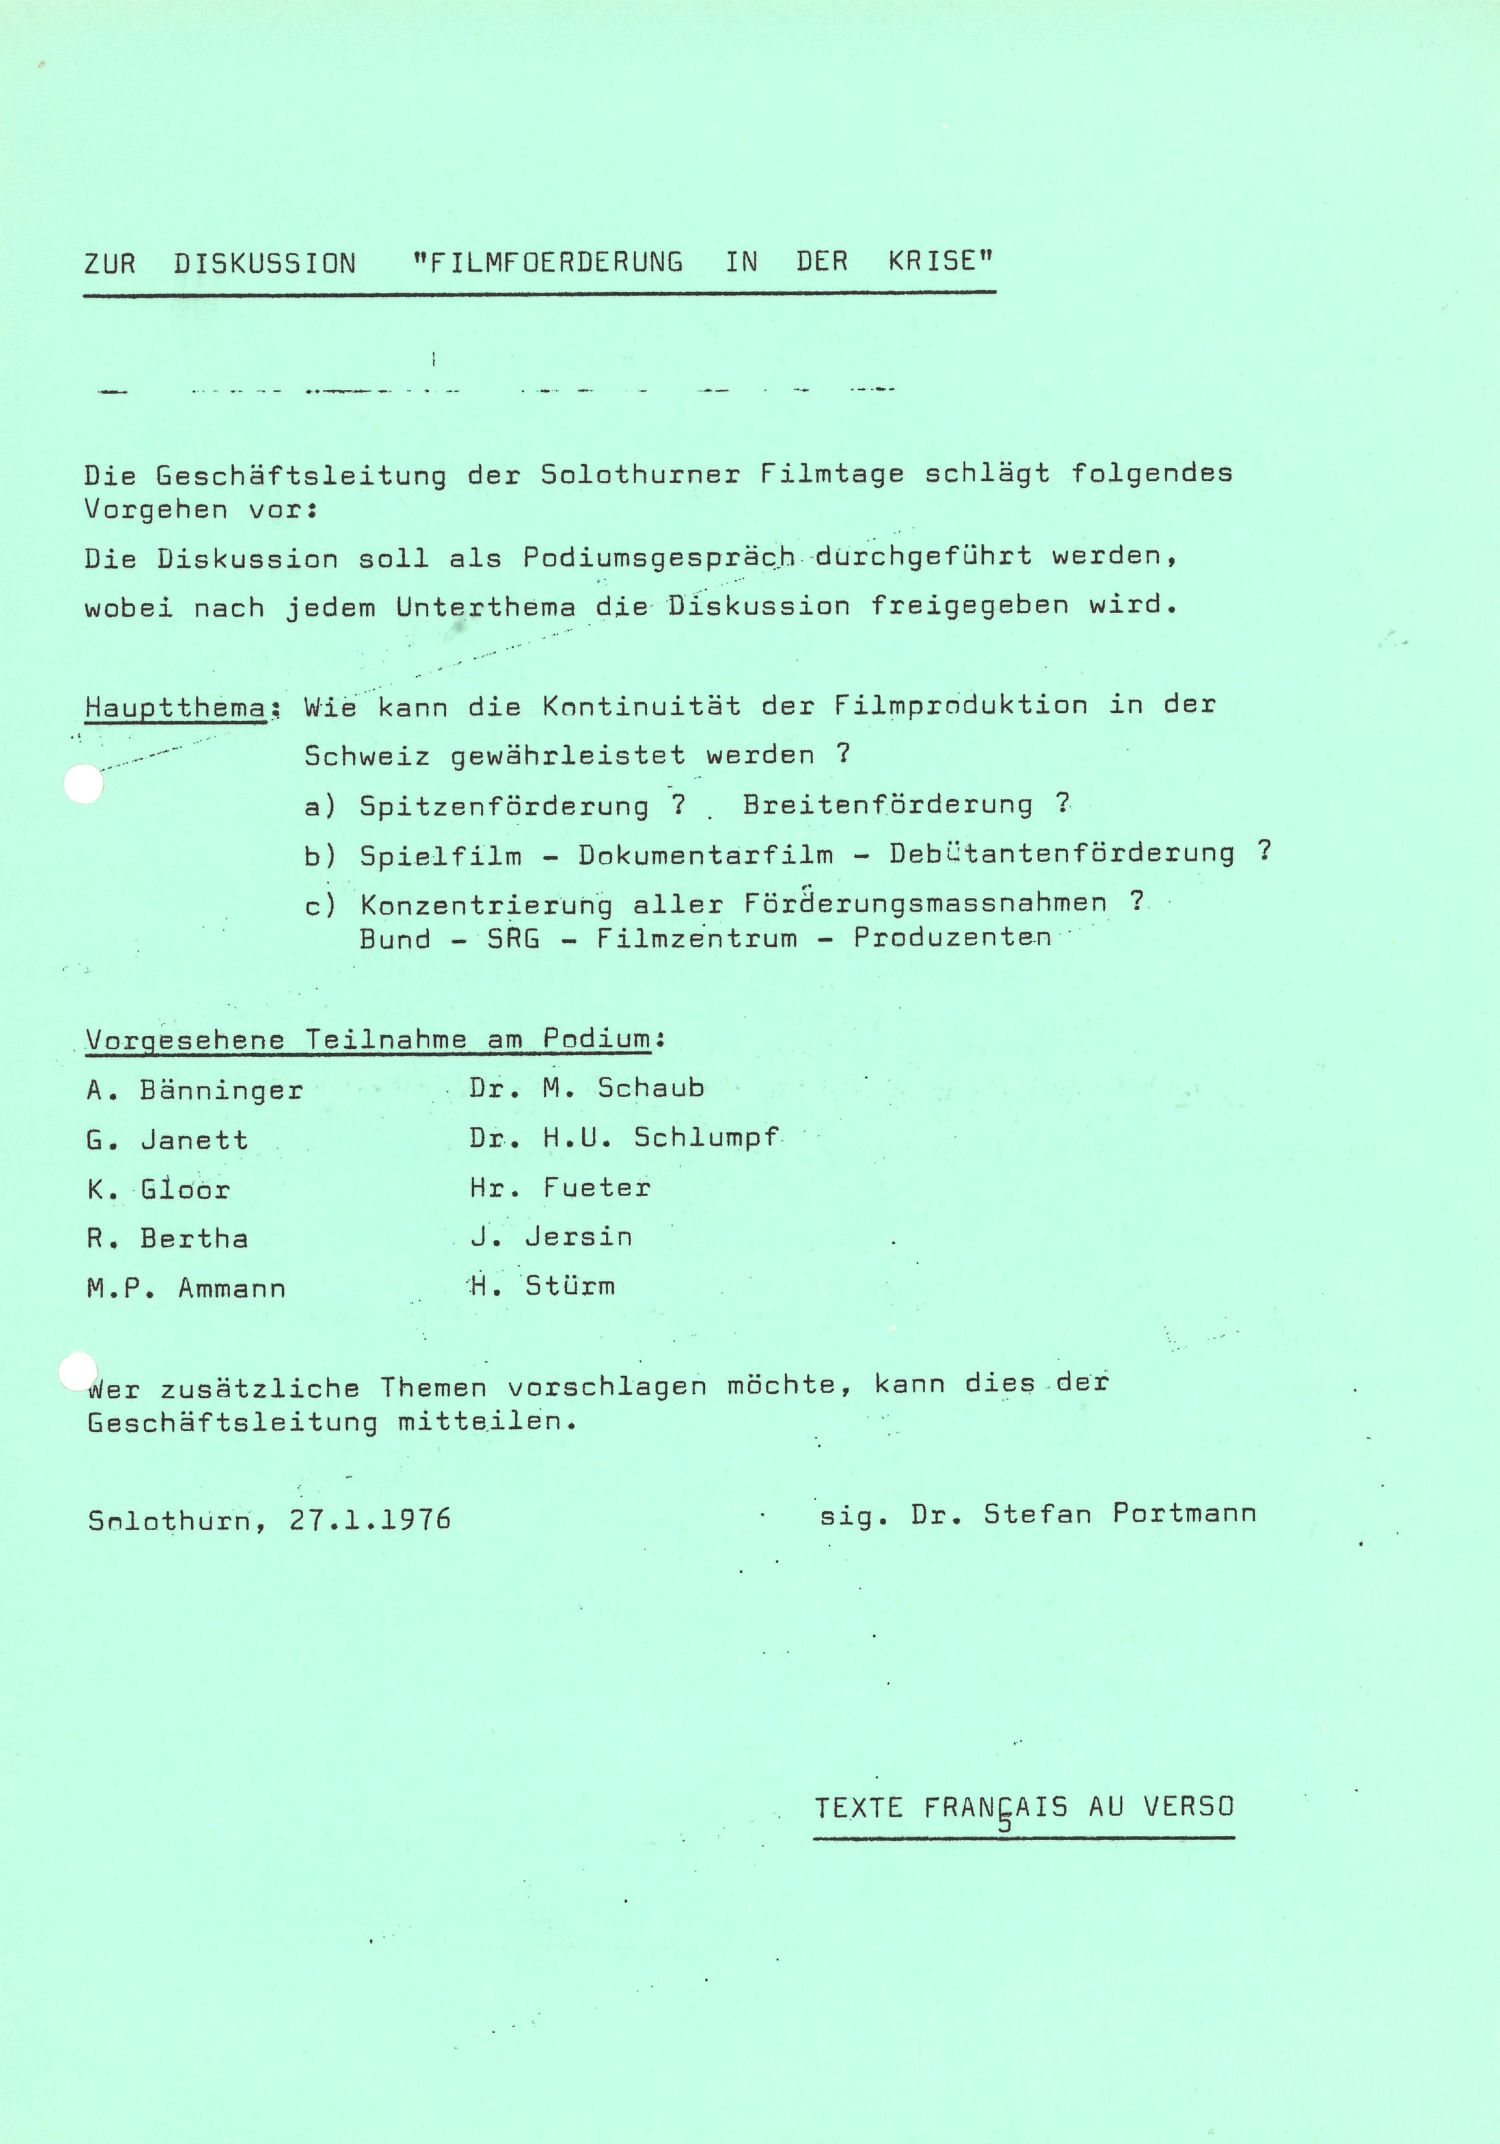 ZUR DISKUSSION "FILMFOERDERUNG IN DER KRISE"
Die Geschäftsleitung der Solothurner Filmtage schlägt folgendes
Vorgehen vor:
Die Diskussion soll als Podiumsgespräch durchgeführt werden,
wobei nach jedem Unterthema die Diskussion freigegeben wird.
Hauptthema: Wie kann die Kontinuität der Filmproduktion in der
Schweiz gewährleistet werden ?
a) Spitzenförderung ? Breitenförderung ?
b) Spielfilm - Dokumentarfilm - Debütantenförderung ?
c) Konzentrierung aller Förderungsmassnahmen ?
Bund - SRG - Filmzentrum - Produzenten
Vorgesehene Teilnahme am Podium:
A. Bänninger Dr. M. Schaub
G. Janett Dr. H.U. Schlumpf
K. Gloor Hr. Fueter
R. Bertha J. Jersin
M.P. Ammann H. Stürm
Wer zusätzliche Themen vorschlagen möchte, kann dies der
Geschäftsleitung mitteilen.
Solothurn, 27.1.1976 sig. Dr. Stefan Portmann
TEXTE FRANÇAIS AU VERSO